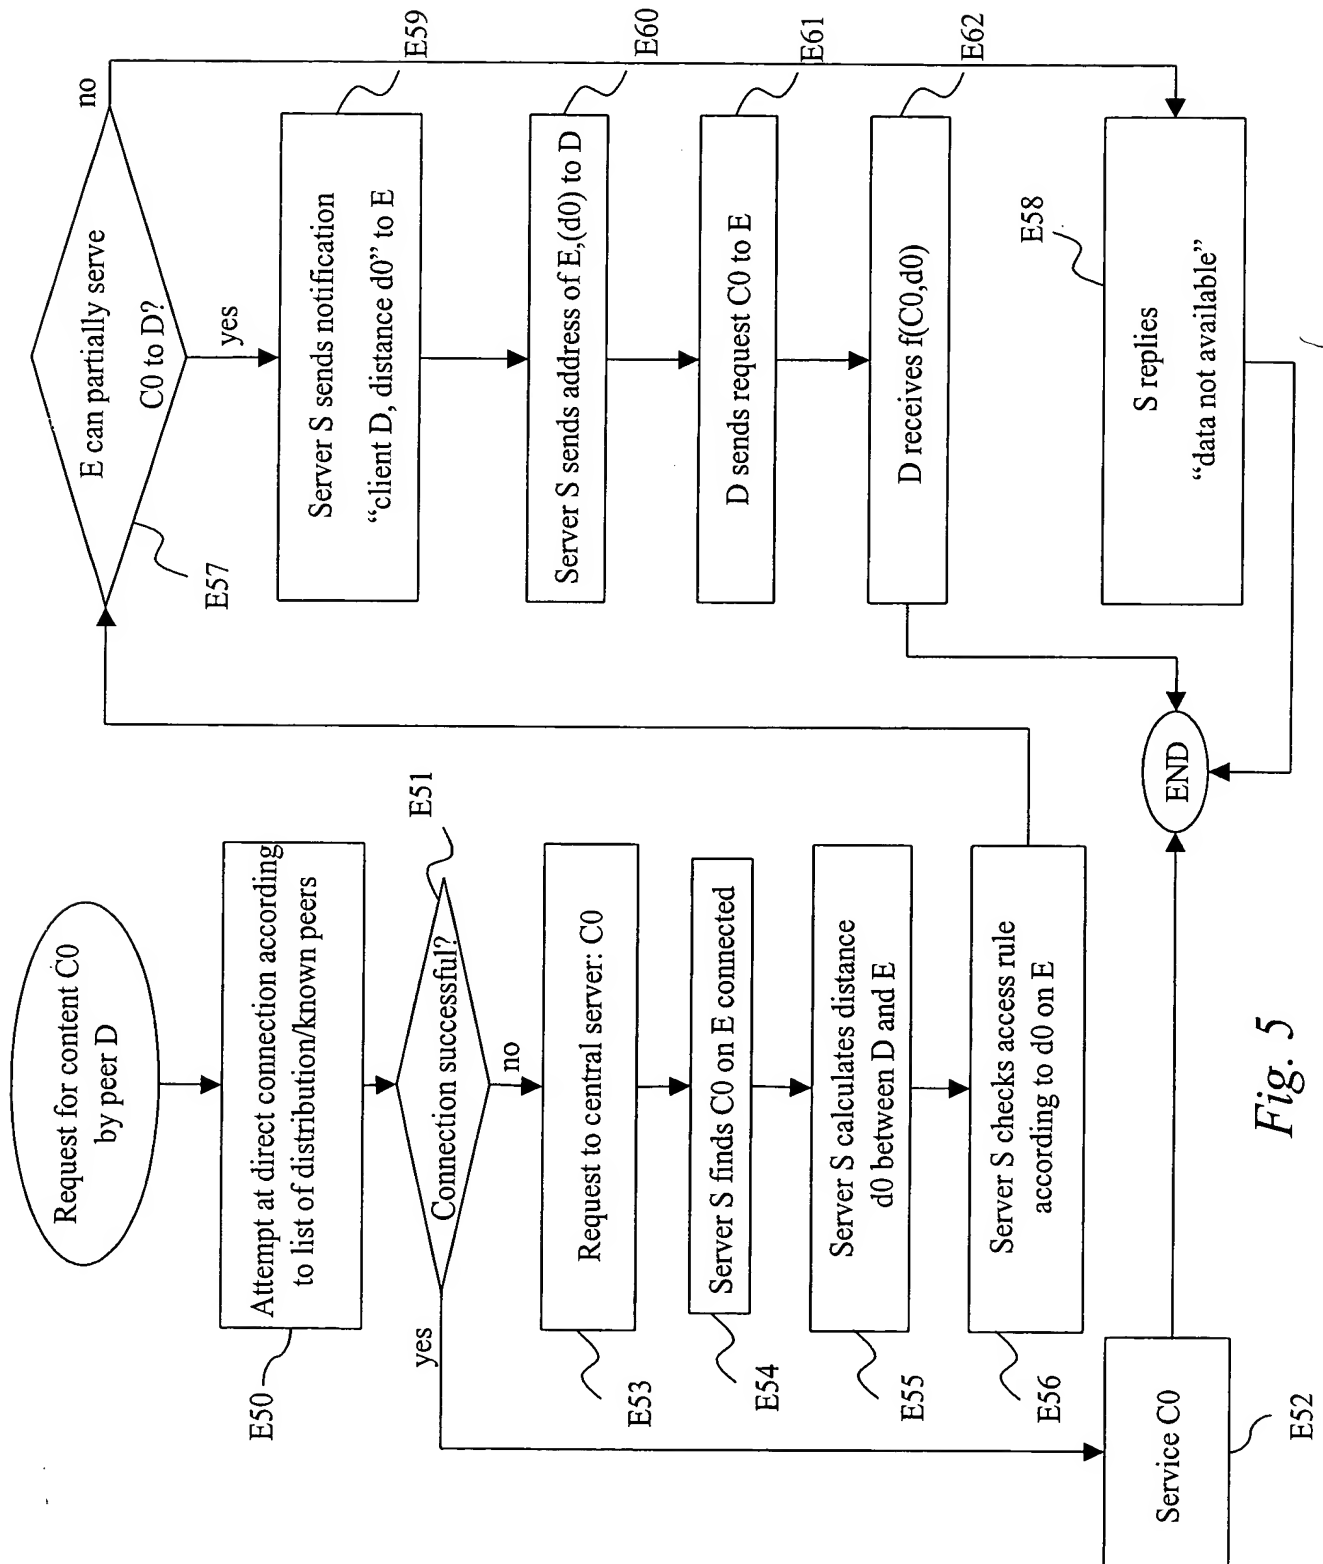 Request for content C0
by peer D
Attempt at direct connection according
to list of distribution/known peers
E50
Connection successful?
E51
yes
no
Request to central server: C0
E53
Server S finds C0 on E connected
E54
Server S calculates distance
d0 between D and E
E55
Server S checks access rule
according to d0 on E
E56
Service C0
E52
E can partially serve
C0 to D?
E57
no
yes
Server S sends notification
“client D, distance d0” to E
E59
Server S sends address of E,(d0) to D
E60
D sends request C0 to E
E61
D receives f(C0,d0)
E62
S replies
“data not available”
E58
END
Fig. 5